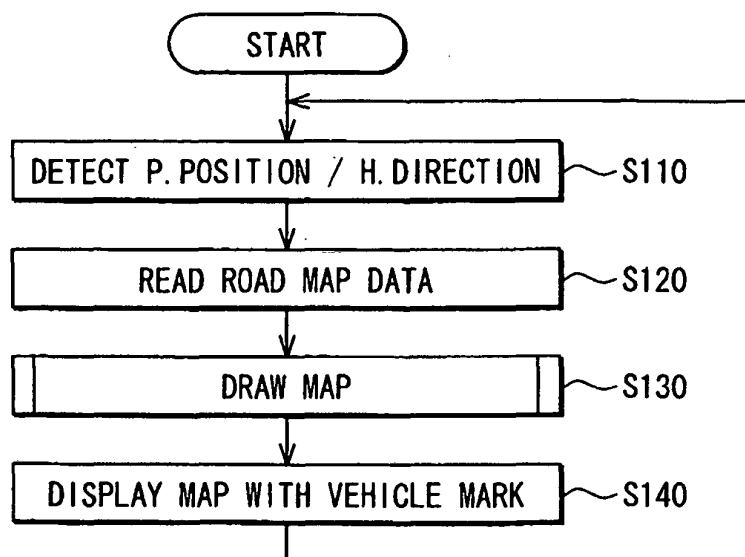 START
DETECT P.POSITION / H.DIRECTION S110
READ ROAD MAP DATA S120
DRAW MAP S130
DISPLAY MAP WITH VEHICLE MARK S140